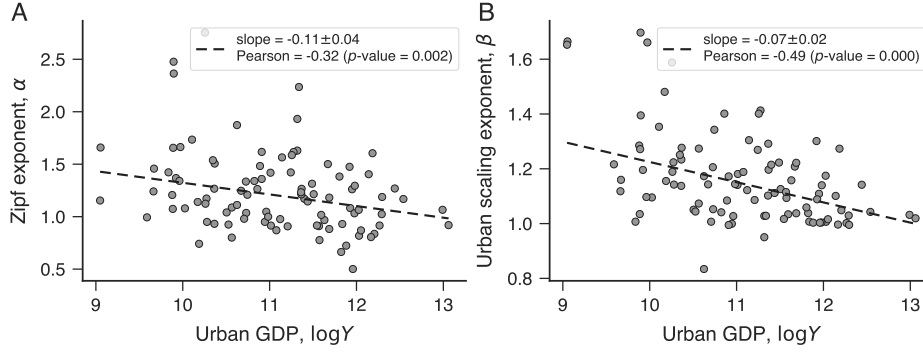 A
slope = -0.11±0.04
Pearson = -0.32 (p-value = 0.002)
Zipf exponent, α
2.5
2.0
1.5
1.0
0.5
9
10
11
12
13
Urban GDP, logY
B
slope = -0.07±0.02
Pearson = -0.49 (p-value = 0.000)
Urban scaling exponent, β
1.6
1.4
1.2
1.0
0.8
9
10
11
12
13
Urban GDP, logY